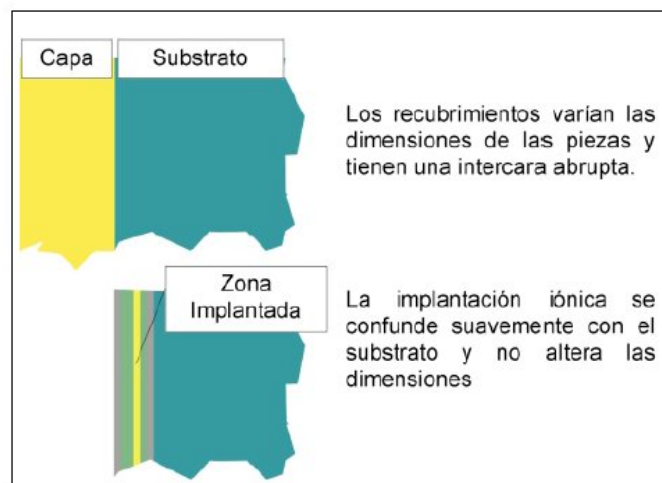 Capa
Substrato
Los recubrimientos varían las
dimensiones de las piezas y
tienen una intercara abrupta.
Zona
Implantada
La implantación iónica se
confunde suavemente con el
substrato y no altera las
dimensiones